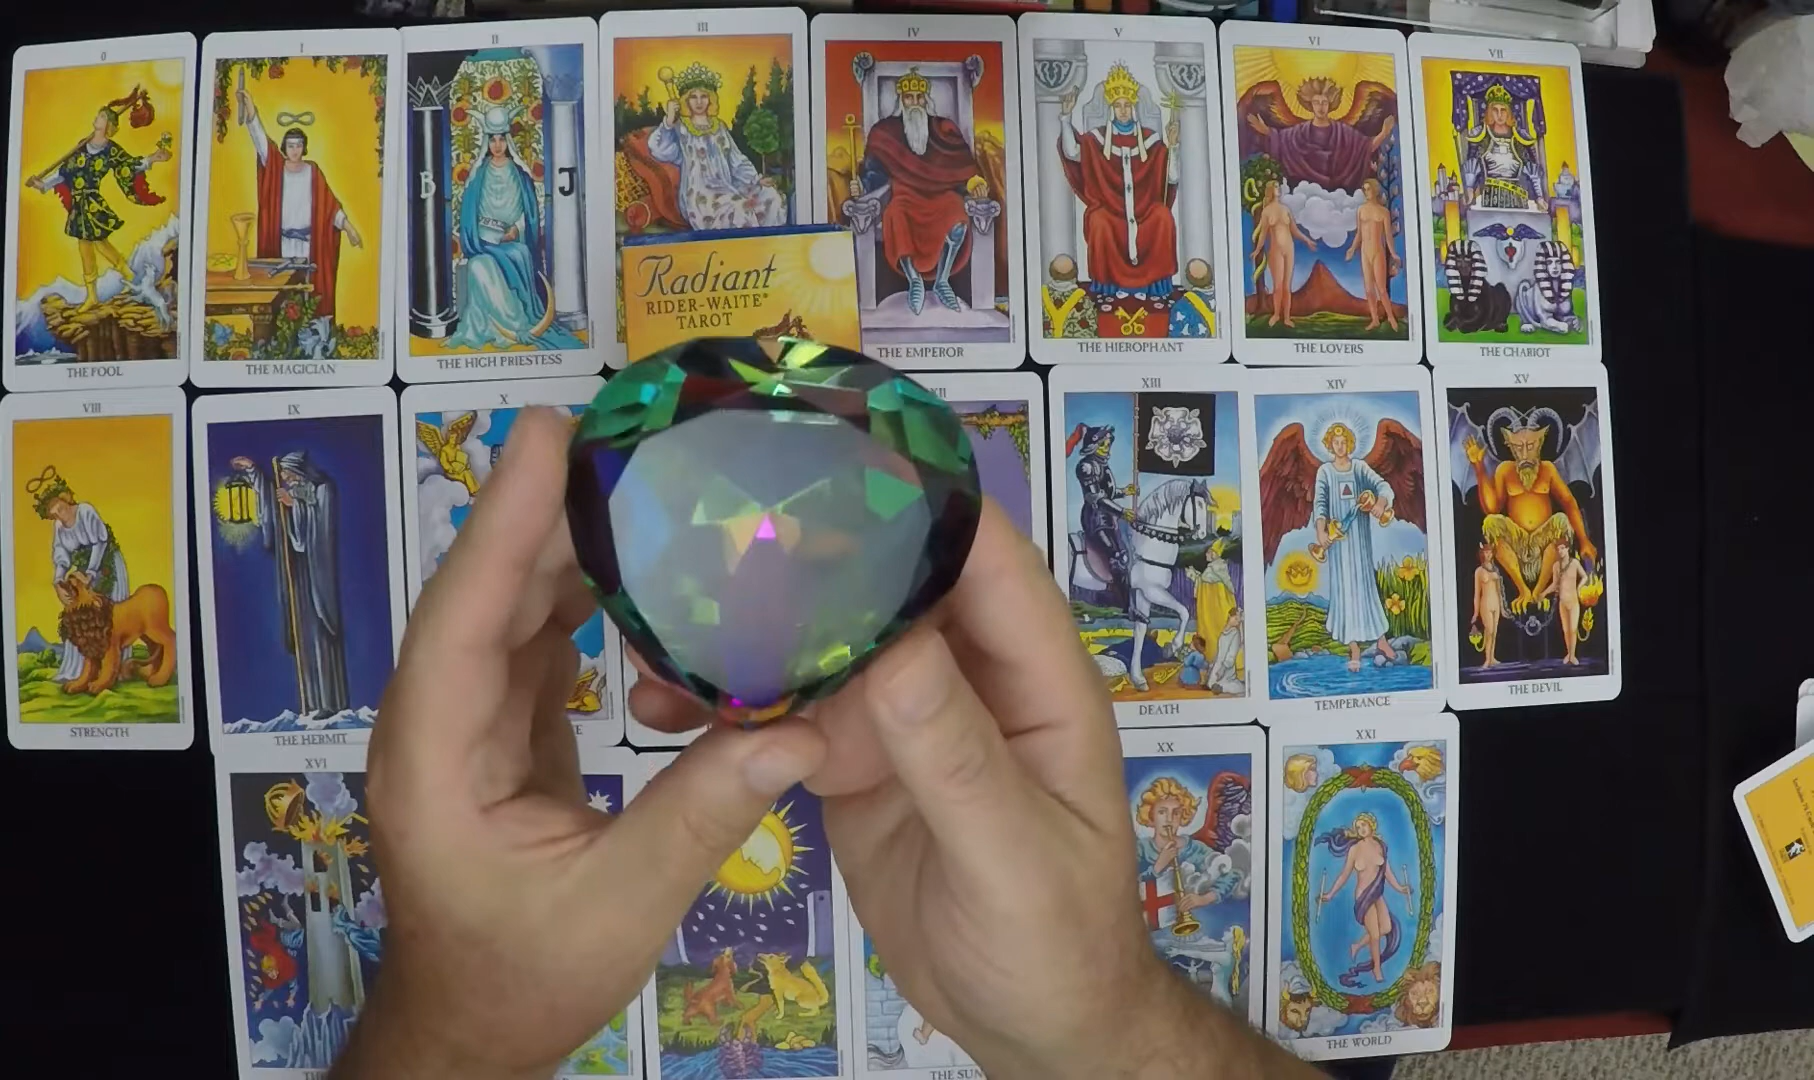 0
I
II
III
IV
V
VI
VII
B
J
THE FOOL
THE MAGICIAN
THE HIGH PRIESTESS
Radiant
RIDER-WAITE®
TAROT
THE EMPEROR
THE HIEROPHANT
THE LOVERS
THE CHARIOT
VIII
IX
X
XIII
XIV
XV
STRENGTH
THE HERMIT
DEATH
TEMPERANCE
THE DEVIL
XVI
XX
XXI
THE SUN
THE WORLD